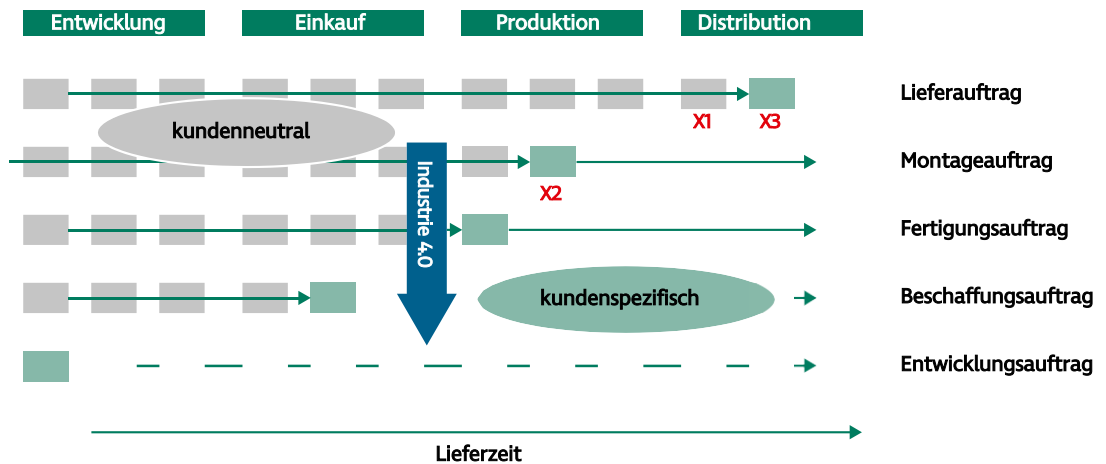 Entwicklung
Einkauf
Produktion
Distribution
Lieferauftrag
X1
X3
kundenneutral
Montageauftrag
Industrie 4.0
X2
Fertigungsauftrag
kundenspezifisch
Beschaffungsauftrag
Entwicklungsauftrag
Lieferzeit